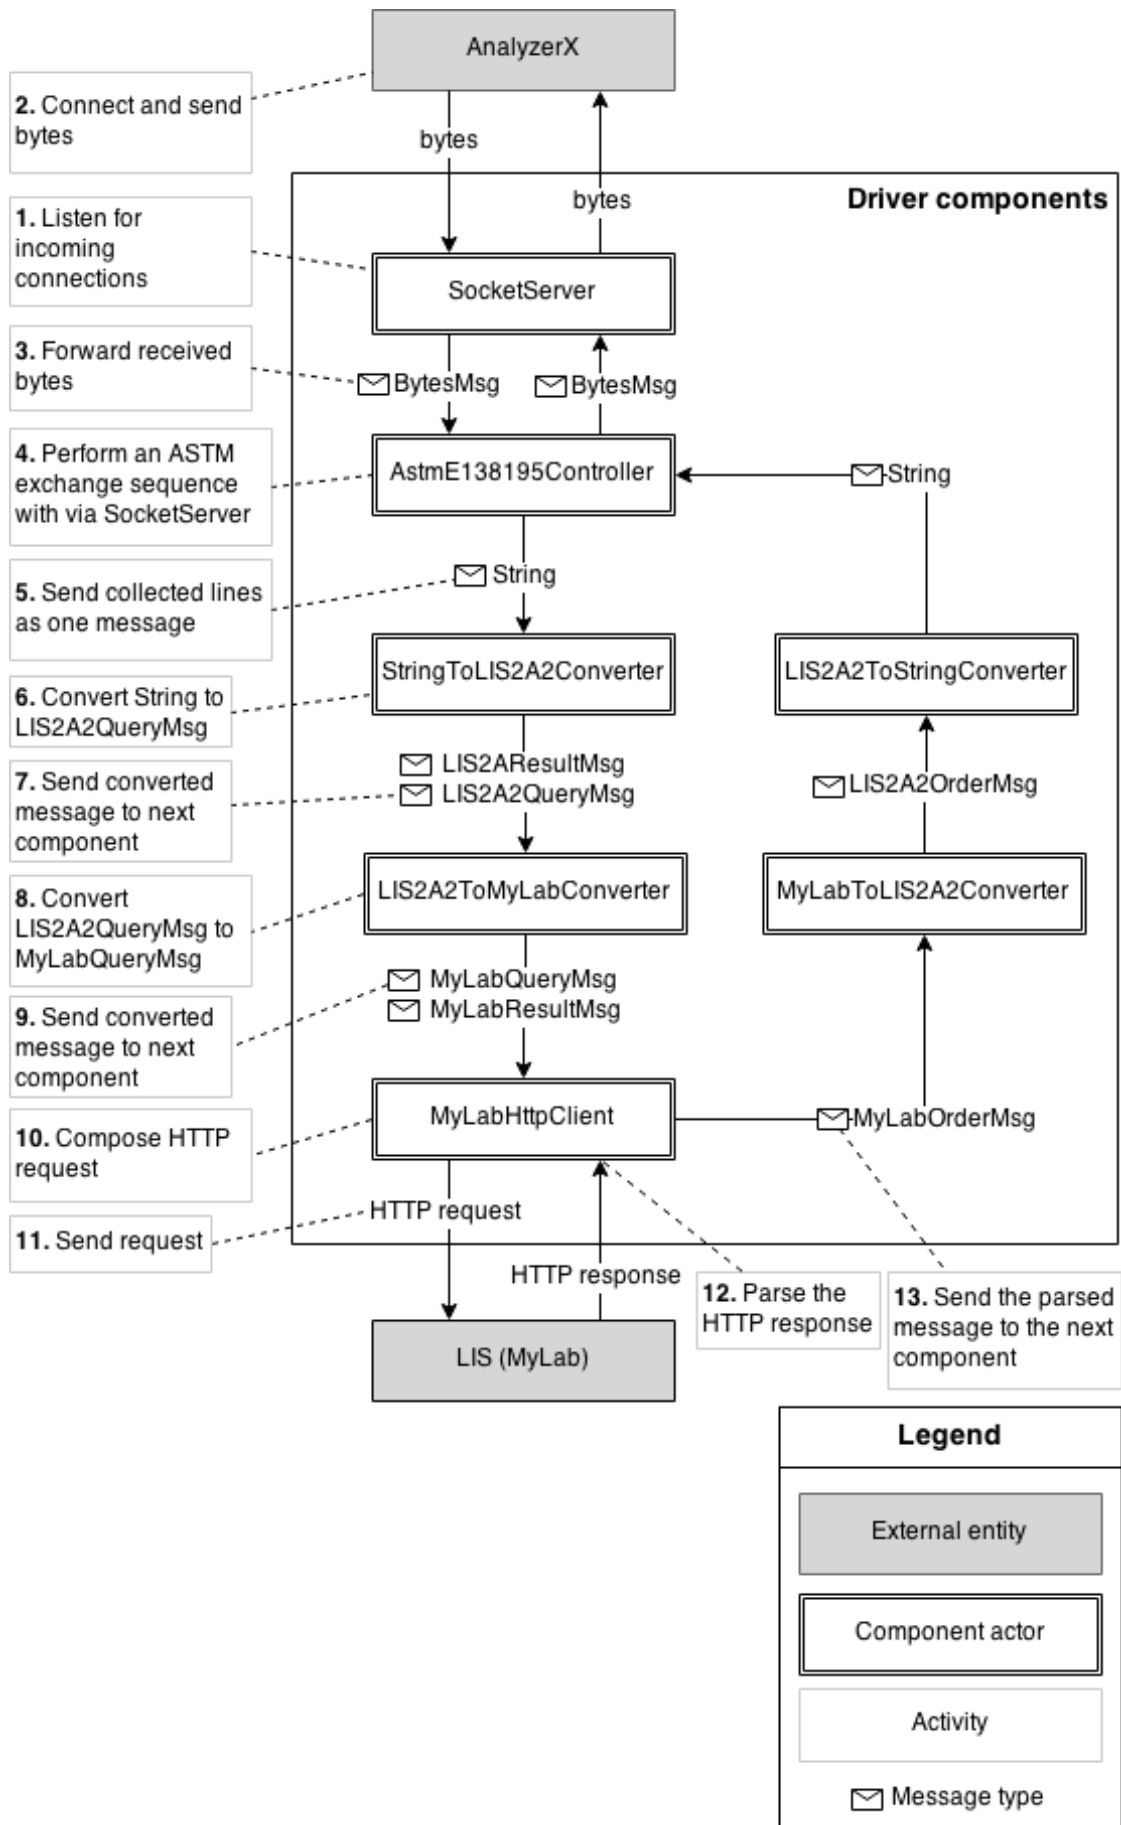 AnalyzerX
2. Connect and send
bytes
bytes
bytes
Driver components
1. Listen for
incoming
connections
SocketServer
3. Forward received
bytes
BytesMsg
BytesMsg
4. Perform an ASTM
exchange sequence
with via SocketServer
AstmE138195Controller
String
5. Send collected lines
as one message
String
StringToLIS2A2Converter
LIS2A2ToStringConverter
6. Convert String to
LIS2A2QueryMsg
LIS2AResultMsg
LIS2A2QueryMsg
LIS2A2OrderMsg
7. Send converted
message to next
component
LIS2A2ToMyLabConverter
MyLabToLIS2A2Converter
8. Convert
LIS2A2QueryMsg to
MyLabQueryMsg
MyLabQueryMsg
MyLabResultMsg
9. Send converted
message to next
component
MyLabHttpClient
MyLabOrderMsg
10. Compose HTTP
request
HTTP request
11. Send request
HTTP response
12. Parse the
HTTP response
13. Send the parsed
message to the next
component
LIS (MyLab)
Legend
External entity
Component actor
Activity
Message type